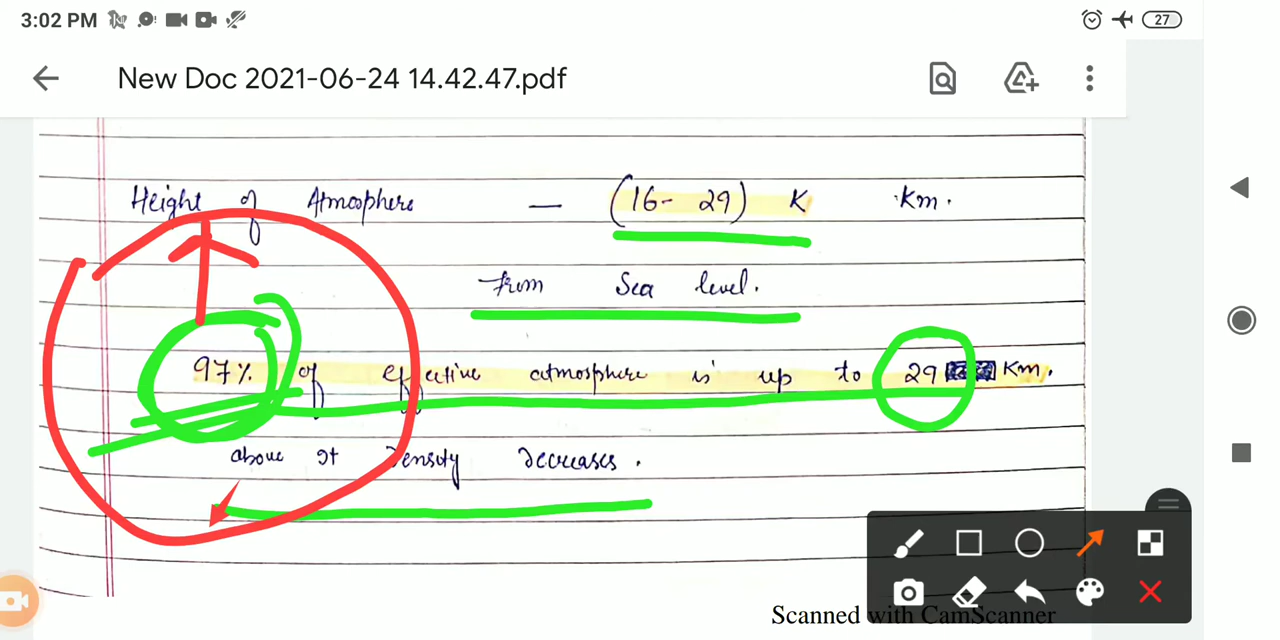 3:02 PM 27
New Doc 2021-06-24 14.42.47.pdf
Height of Atmosphere — (16- 29) K Km.
from Sea level.
97% of effective atmosphere is up to 29 Km.
above it density decreases.
Scanned with CamScanner